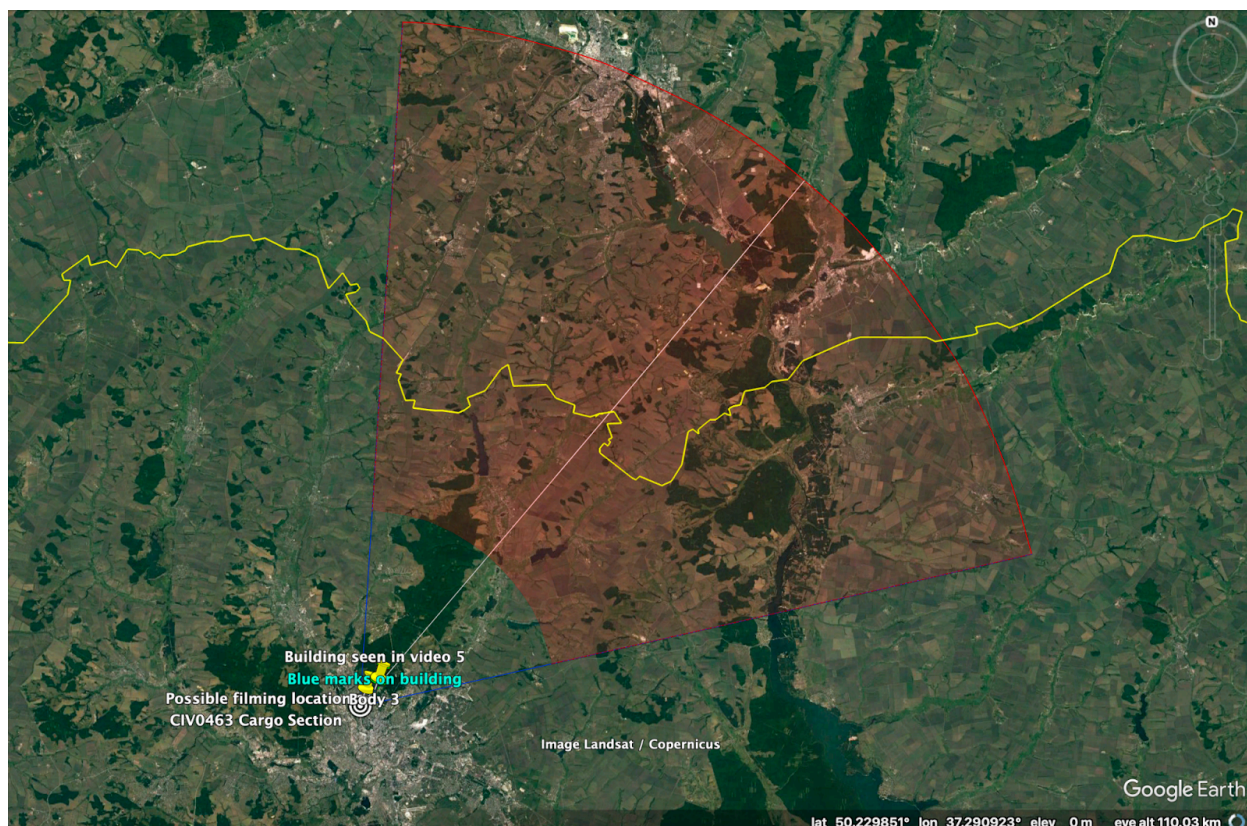 N
Building seen in video 5
Blue marks on building
Possible filming location Body 3
CIV0463 Cargo Section
Image Landsat / Copernicus
Google Earth
lat 50.229851° lon 37.290923° elev 0 m eye alt 110.03 km